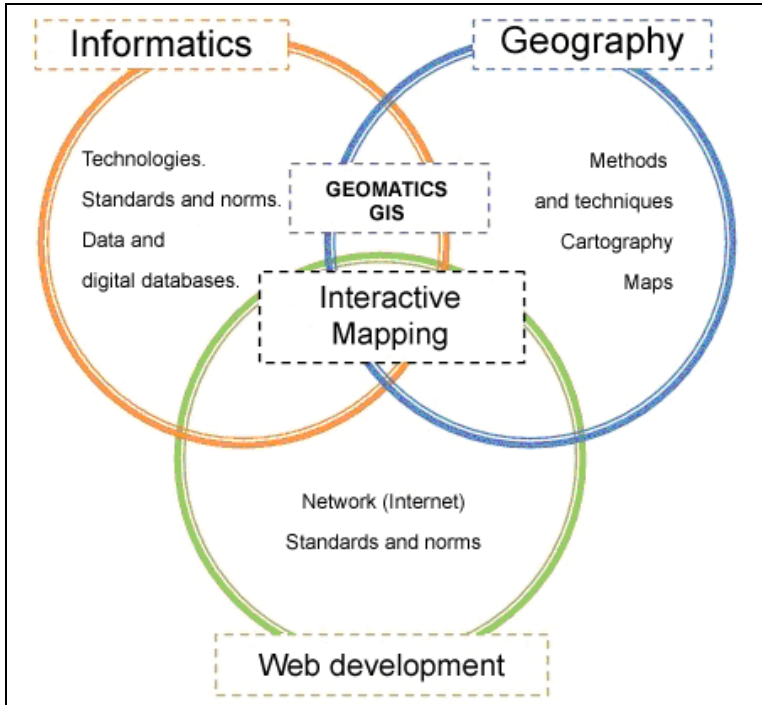 Informatics
Geography
Technologies.
Standards and norms.
Data and
digital databases.
GEOMATICS
GIS
Methods
and techniques
Cartography
Maps
Interactive
Mapping
Network (Internet)
Standards and norms
Web development